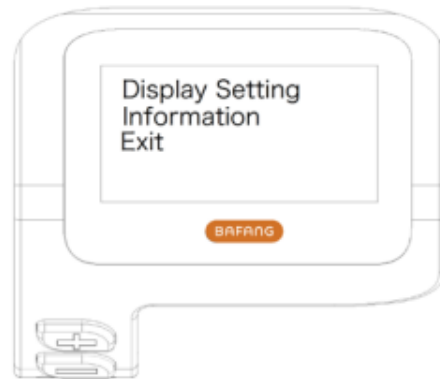 Display Setting
Information
Exit
BAFANG
+
−